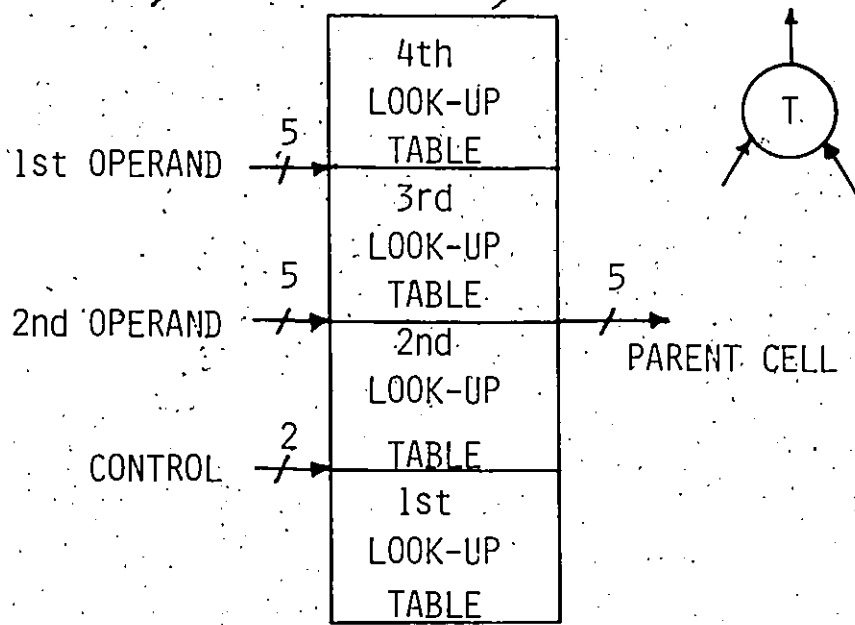 4th
LOOK-UP
TABLE
T
5
1st OPERAND
3rd
LOOK-UP
TABLE
5
2nd OPERAND
5
PARENT CELL
2nd
LOOK-UP
TABLE
2
CONTROL
1st
LOOK-UP
TABLE